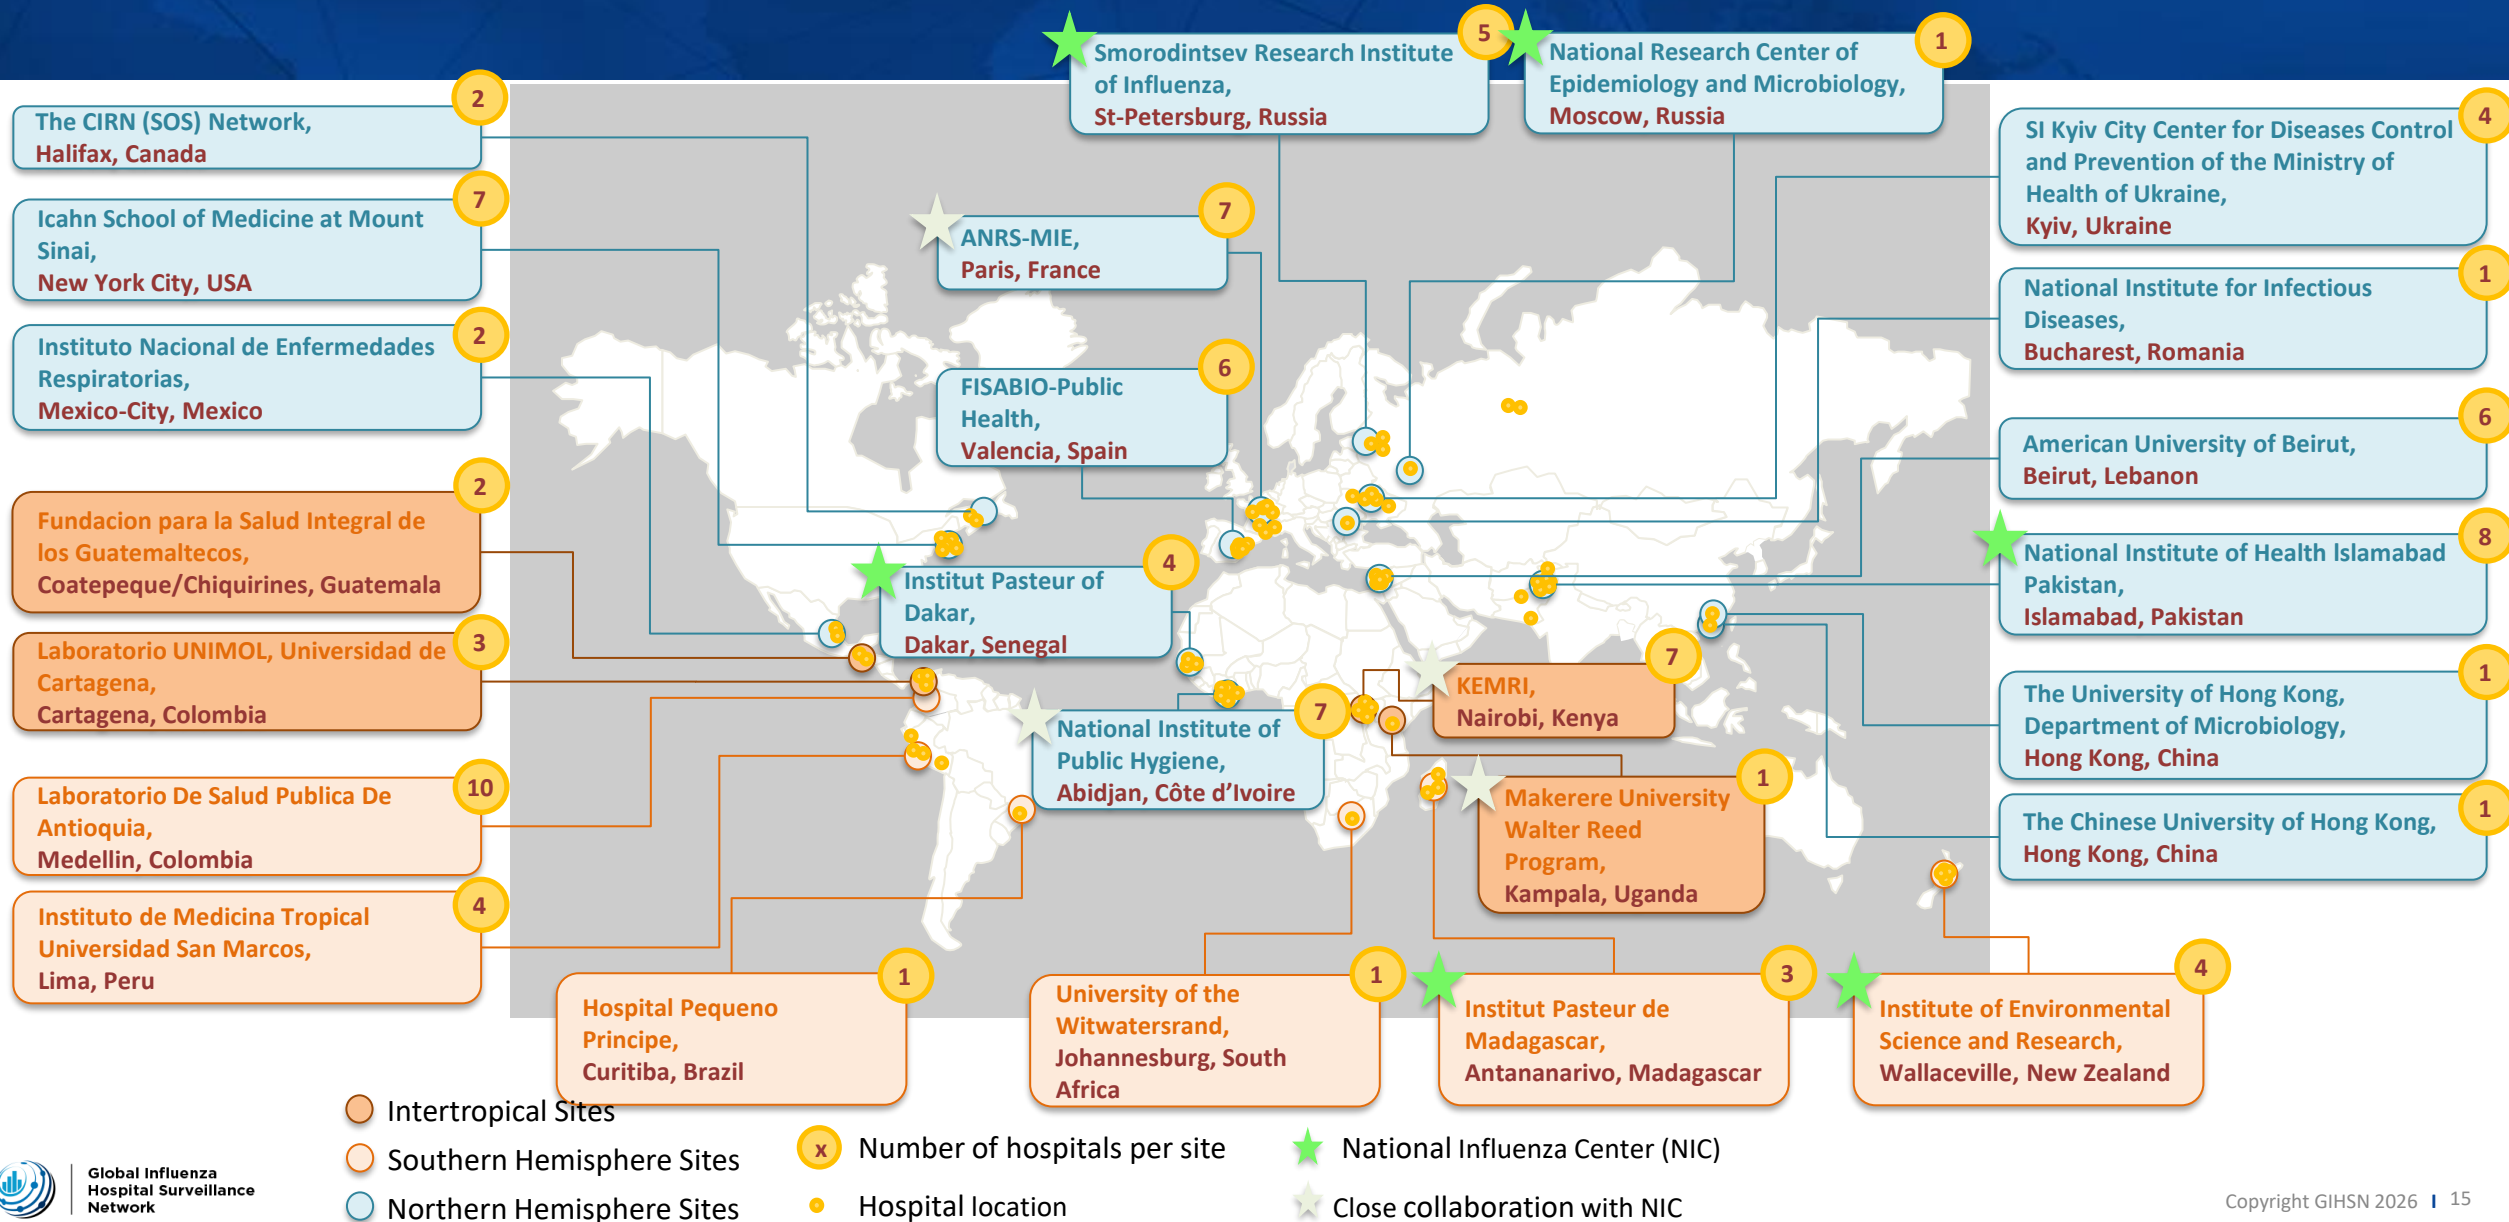 5
Smorodintsev Research Institute
of Influenza,
St-Petersburg, Russia
1
National Research Center of
Epidemiology and Microbiology,
Moscow, Russia
2
The CIRN (SOS) Network,
Halifax, Canada
7
Icahn School of Medicine at Mount
Sinai,
New York City, USA
2
Instituto Nacional de Enfermedades
Respiratorias,
Mexico-City, Mexico
2
Fundacion para la Salud Integral de
los Guatemaltecos,
Coatepeque/Chiquirines, Guatemala
3
Laboratorio UNIMOL, Universidad de
Cartagena,
Cartagena, Colombia
10
Laboratorio De Salud Publica De
Antioquia,
Medellin, Colombia
4
Instituto de Medicina Tropical
Universidad San Marcos,
Lima, Peru
7
ANRS-MIE,
Paris, France
6
FISABIO-Public
Health,
Valencia, Spain
4
Institut Pasteur of
Dakar,
Dakar, Senegal
7
National Institute of
Public Hygiene,
Abidjan, Côte d'Ivoire
7
KEMRI,
Nairobi, Kenya
1
Makerere University
Walter Reed
Program,
Kampala, Uganda
4
SI Kyiv City Center for Diseases Control
and Prevention of the Ministry of
Health of Ukraine,
Kyiv, Ukraine
1
National Institute for Infectious
Diseases,
Bucharest, Romania
6
American University of Beirut,
Beirut, Lebanon
8
National Institute of Health Islamabad
Pakistan,
Islamabad, Pakistan
1
The University of Hong Kong,
Department of Microbiology,
Hong Kong, China
1
The Chinese University of Hong Kong,
Hong Kong, China
1
Hospital Pequeno
Principe,
Curitiba, Brazil
1
University of the
Witwatersrand,
Johannesburg, South
Africa
3
Institut Pasteur de
Madagascar,
Antananarivo, Madagascar
4
Institute of Environmental
Science and Research,
Wallaceville, New Zealand
Intertropical Sites
Southern Hemisphere Sites
Northern Hemisphere Sites
x
Number of hospitals per site
Hospital location
National Influenza Center (NIC)
Close collaboration with NIC
Global Influenza
Hospital Surveillance
Network
Copyright GIHSN 2026 I 15